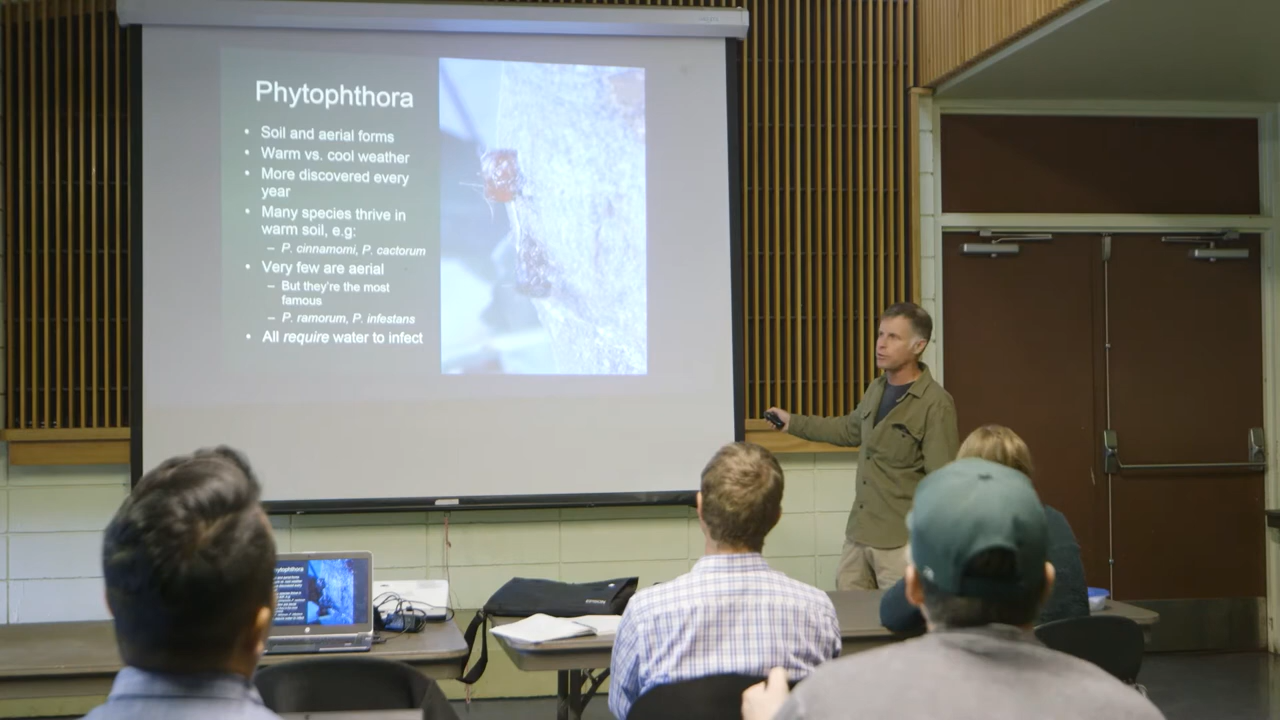 Phytophthora
• Soil and aerial forms
• Warm vs. cool weather
• More discovered every
year
• Many species thrive in
warm soil, e.g:
– P. cinnamomi, P. cactorum
• Very few are aerial
– But they're the most
famous
– P. ramorum, P. infestans
• All require water to infect